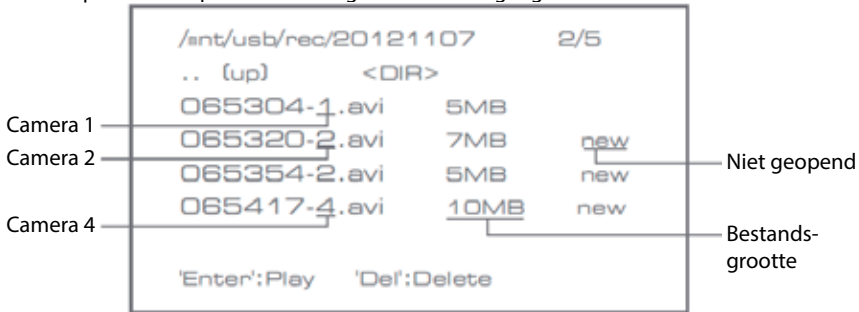 /mnt/usb/rec/20121107 2/5
.. (up) <DIR>
065304-1.avi 5MB
065320-2.avi 7MB new
065354-2.avi 5MB new
065417-4.avi 10MB new
'Enter':Play 'Del':Delete
Camera 1
Camera 2
Camera 4
Niet geopend
Bestands-
grootte